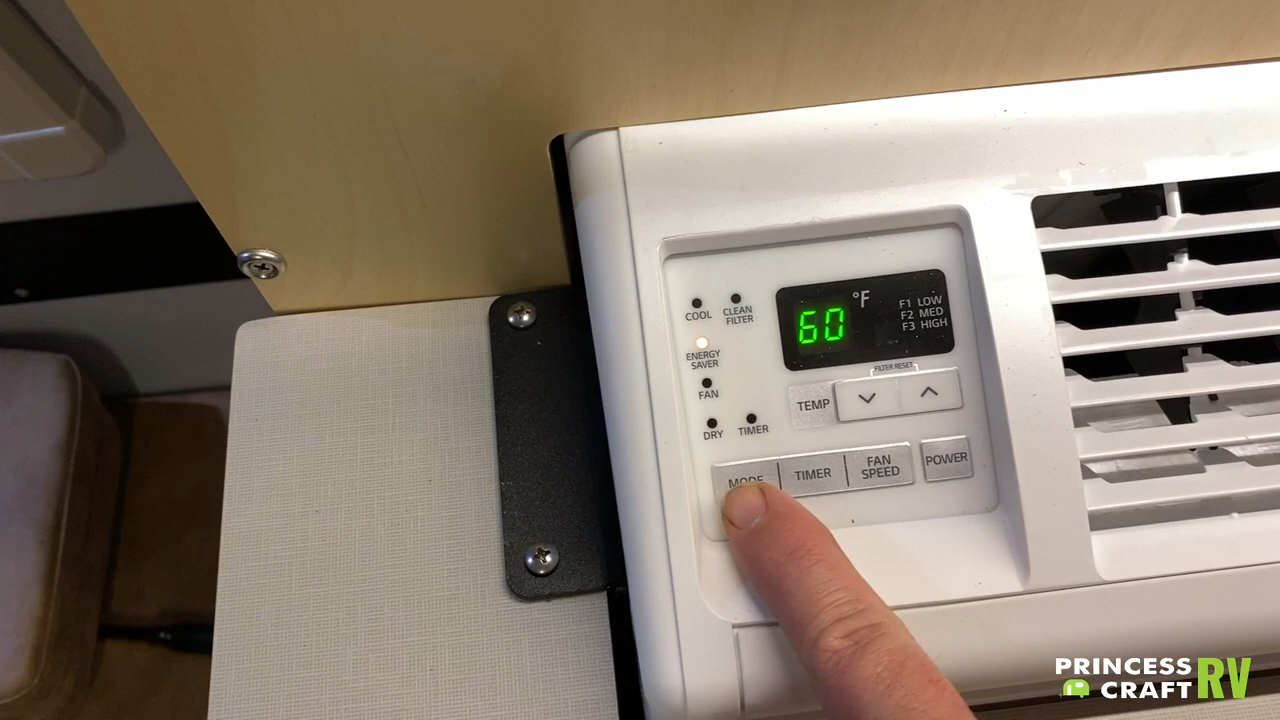 COOL
CLEAN
FILTER
ENERGY
SAVER
FAN
DRY
TIMER
60 °F
F1 LOW
F2 MED
F3 HIGH
FILTER RESET
TEMP
MODE
TIMER
FAN
SPEED
POWER
PRINCESS
CRAFT RV